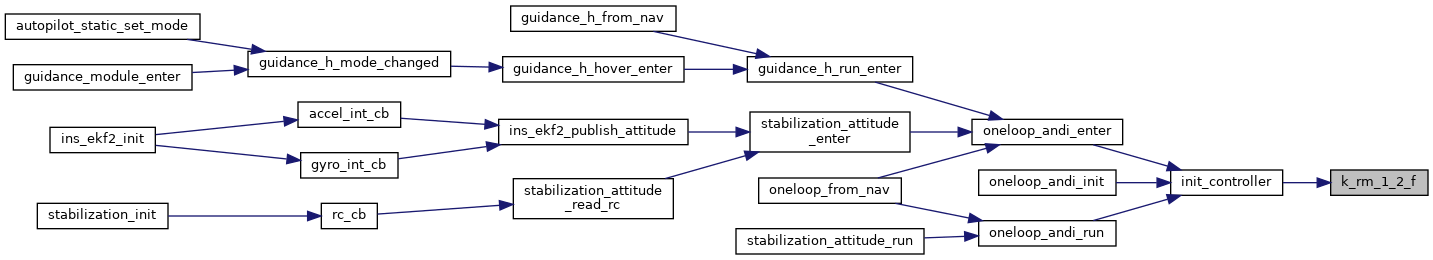 autopilot_static_set_mode
guidance_module_enter
guidance_h_mode_changed
guidance_h_from_nav
guidance_h_hover_enter
guidance_h_run_enter
ins_ekf2_init
accel_int_cb
gyro_int_cb
ins_ekf2_publish_attitude
stabilization_attitude
_enter
stabilization_init
rc_cb
stabilization_attitude
_read_rc
oneloop_from_nav
stabilization_attitude_run
oneloop_andi_enter
oneloop_andi_init
oneloop_andi_run
init_controller
k_rm_1_2_f